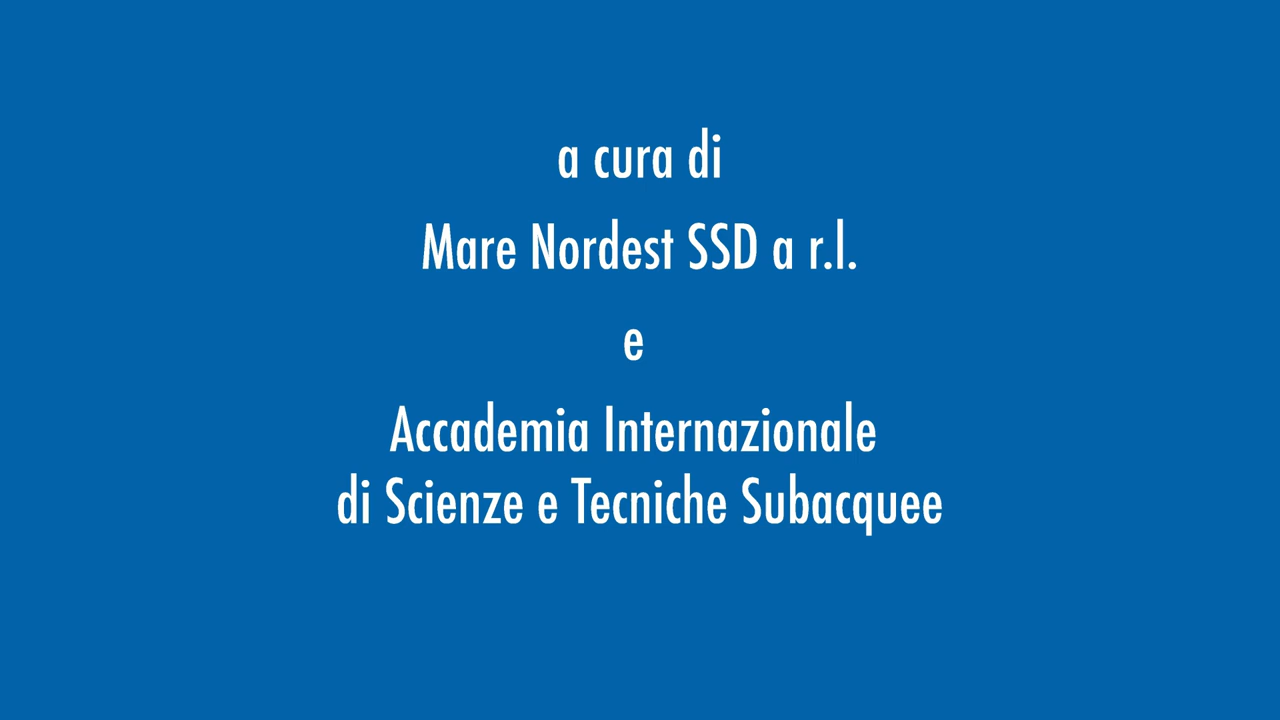 a cura di
Mare Nordest SSD a r.l.
e
Accademia Internazionale
di Scienze e Tecniche Subacquee